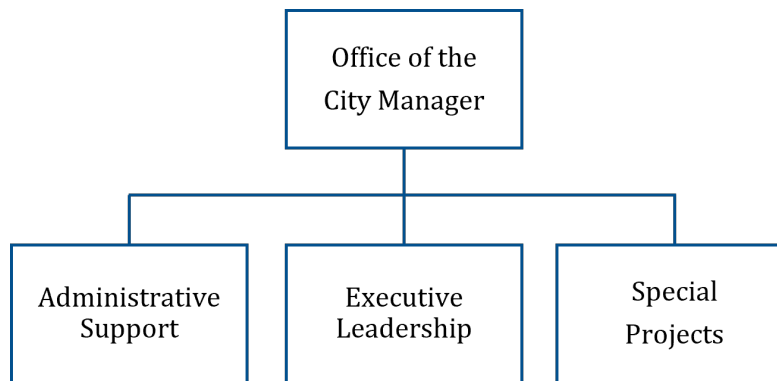 Office of the
City Manager
Administrative
Support
Executive
Leadership
Special
Projects